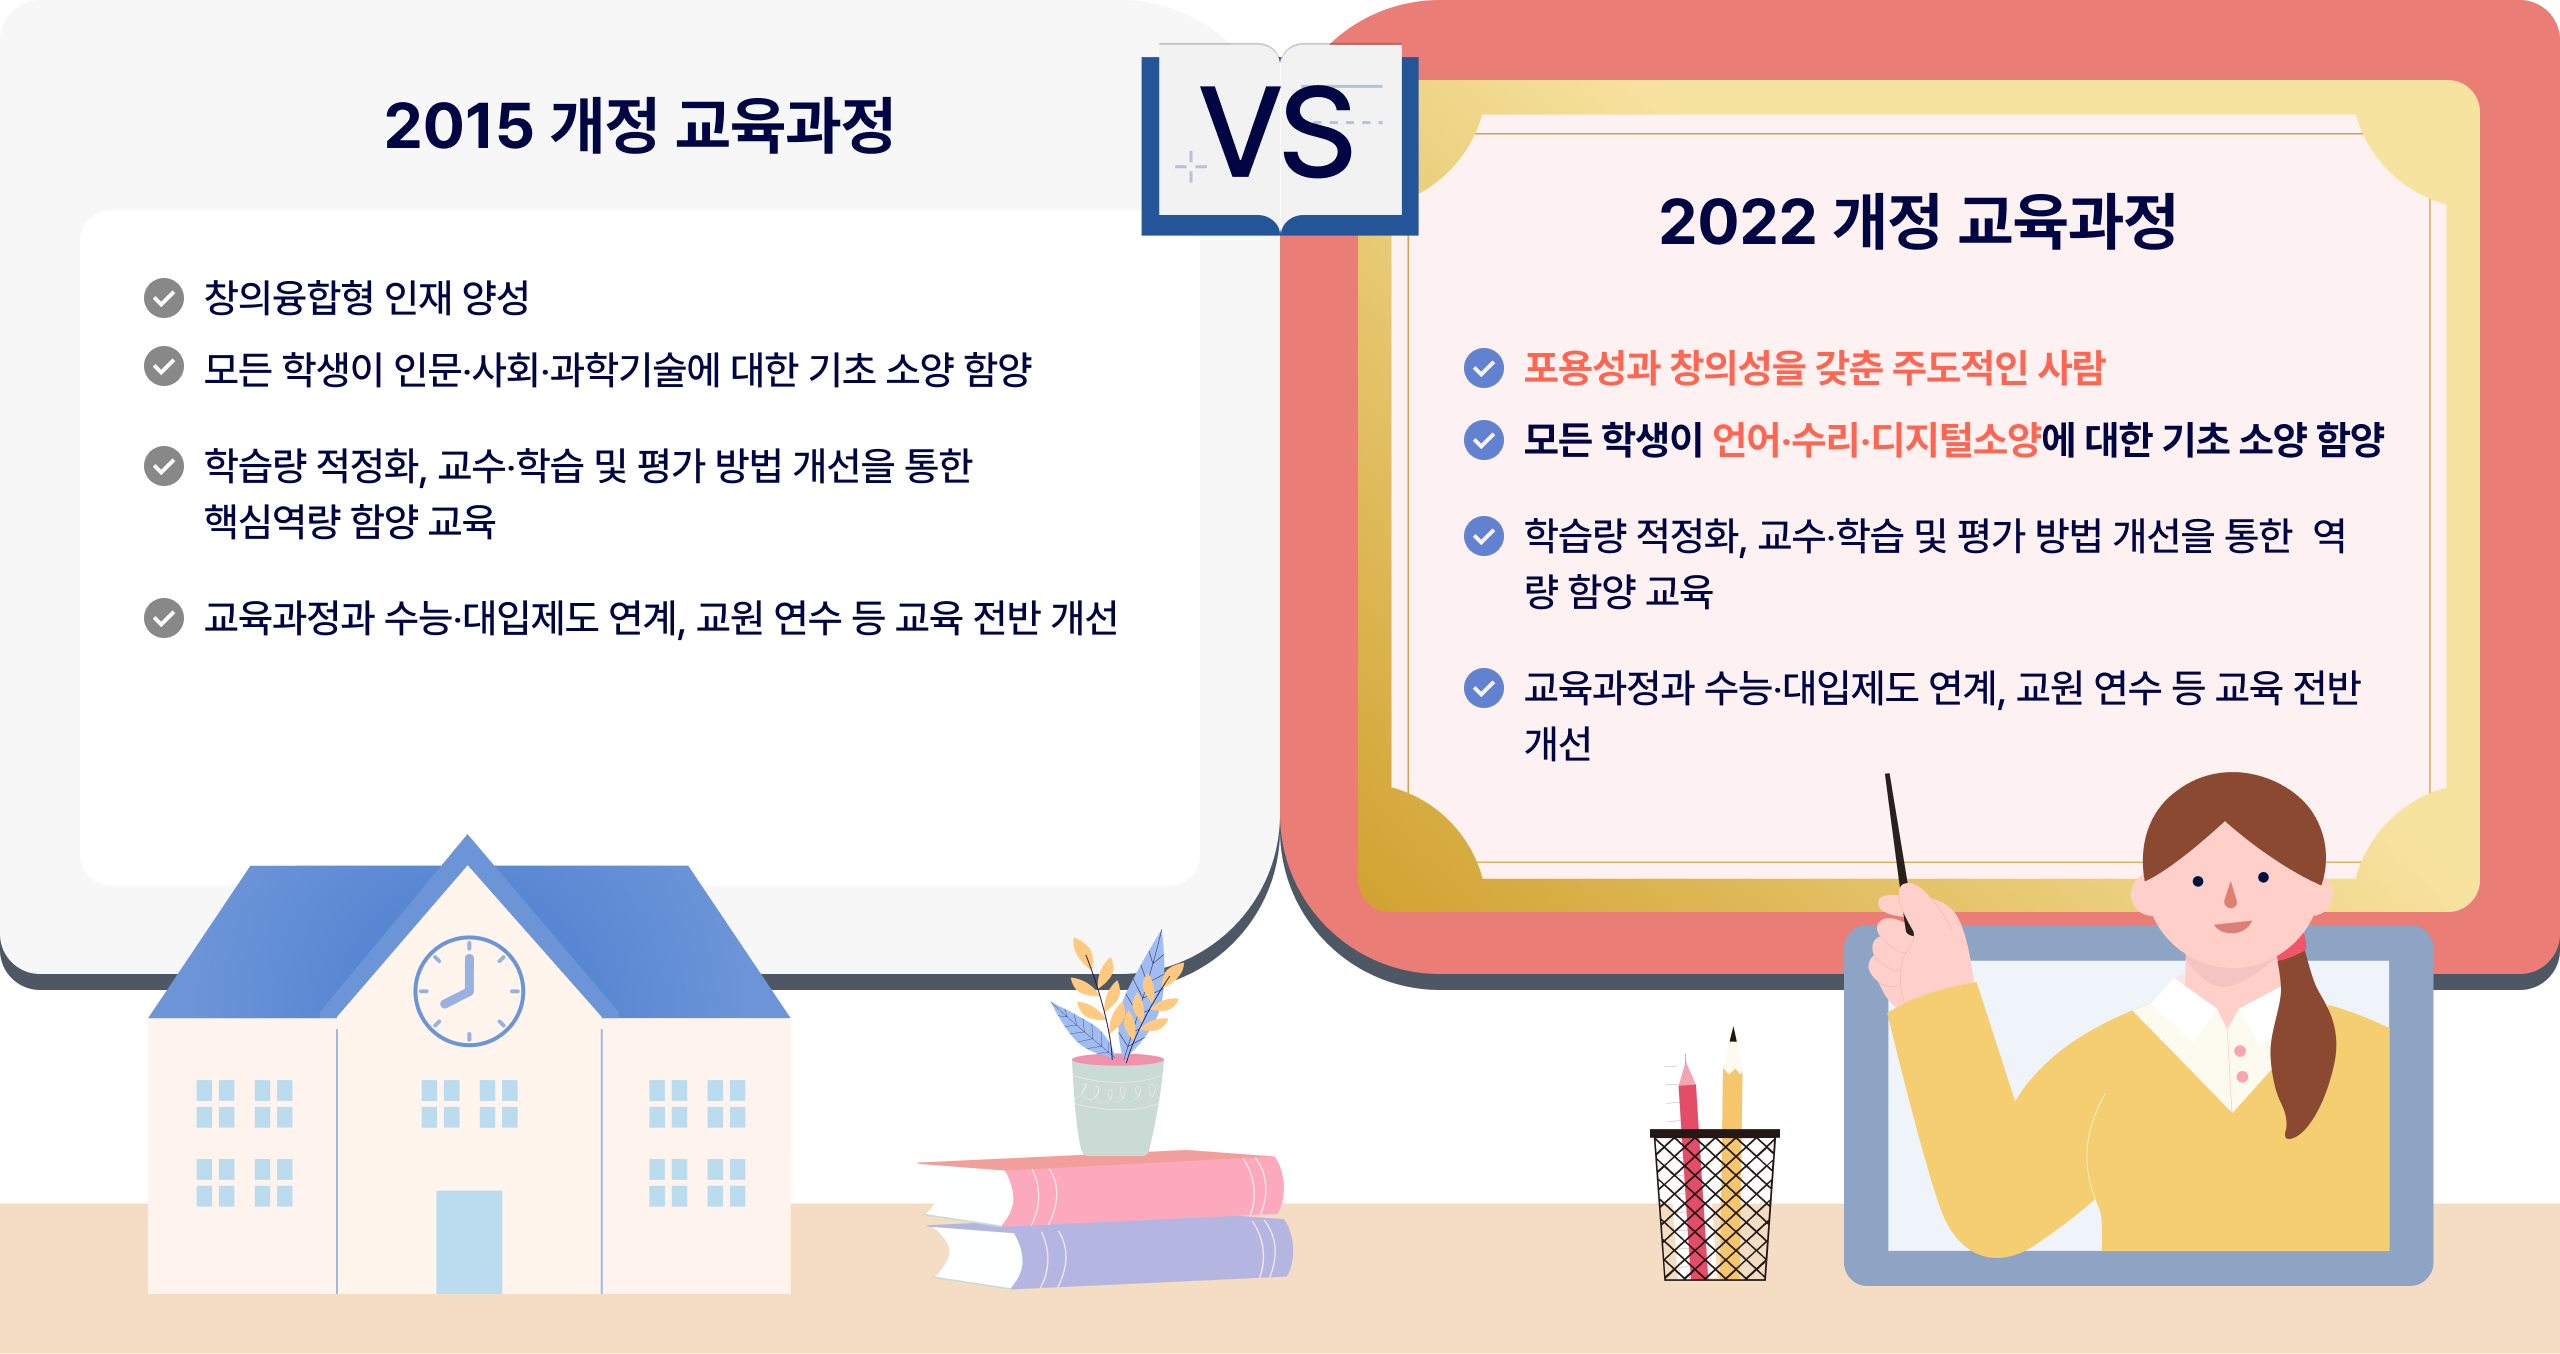 2015 개정 교육과정
창의융합형 인재 양성
모든 학생이 인문·사회·과학기술에 대한 기초 소양 함양
학습량 적정화, 교수·학습 및 평가 방법 개선을 통한
핵심역량 함양 교육
교육과정과 수능·대입제도 연계, 교원 연수 등 교육 전반 개선
VS
2022 개정 교육과정
포용성과 창의성을 갖춘 주도적인 사람
모든 학생이 언어·수리·디지털소양에 대한 기초 소양 함양
학습량 적정화, 교수·학습 및 평가 방법 개선을 통한 역
량 함양 교육
교육과정과 수능·대입제도 연계, 교원 연수 등 교육 전반
개선